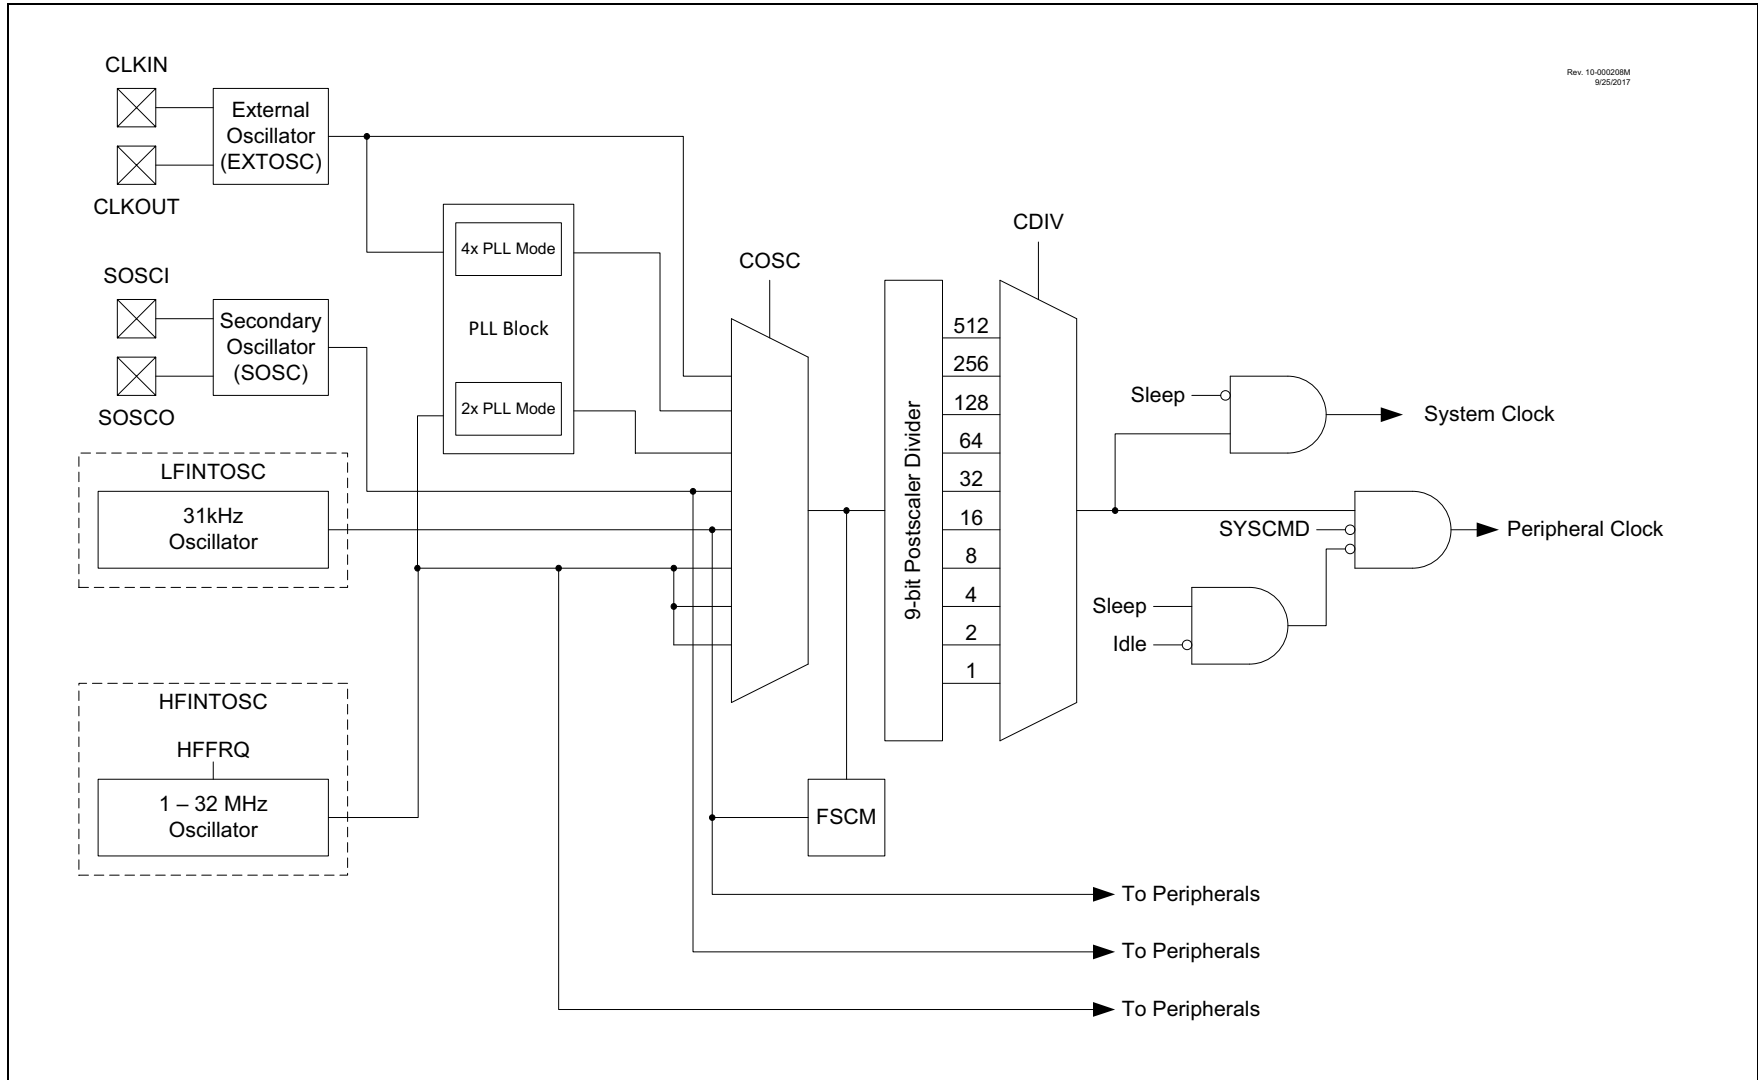 Rev. 10-000208M
9/25/2017
CLKIN
External
Oscillator
(EXTOSC)
CLKOUT
4x PLL Mode
PLL Block
2x PLL Mode
SOSCI
Secondary
Oscillator
(SOSC)
SOSCO
LFINTOSC
31kHz
Oscillator
HFINTOSC
HFFRQ
1 – 32 MHz
Oscillator
COSC
FSCM
9-bit Postscaler Divider
512
256
128
64
32
16
8
4
2
1
CDIV
Sleep
System Clock
SYSCMD
Peripheral Clock
Sleep
Idle
To Peripherals
To Peripherals
To Peripherals